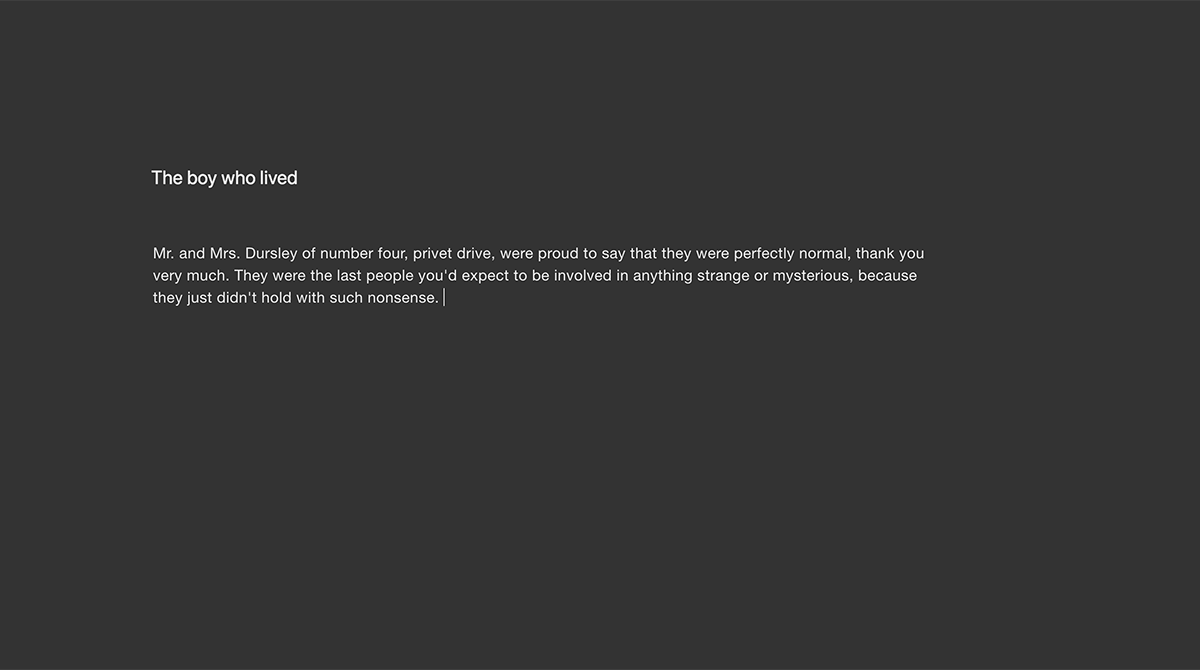 The boy who lived
Mr. and Mrs. Dursley of number four, privet drive, were proud to say that they were perfectly normal, thank you
very much. They were the last people you'd expect to be involved in anything strange or mysterious, because
they just didn't hold with such nonsense.